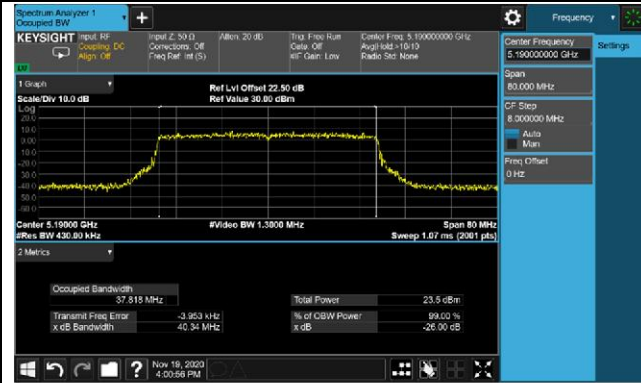 Spectrum Analyzer 1
Occupied BW
Frequency
KEYSIGHT
Input: RF
Coupling: DC
Align: Off
Input Z: 50 Ω
Corrections: Off
Freq Ref: Int (S)
Atten: 20 dB
Trig: Free Run
Gate: Off
#IF Gain: Low
Center Freq: 5.190000000 GHz
Avg|Hold:>10/10
Radio Std: None
Center Frequency
5.190000000 GHz
Settings
Span
80.000 MHz
CF Step
8.000000 MHz
Auto
Man
Freq Offset
0 Hz
1 Graph
Scale/Div 10.0 dB
Ref Lvl Offset 22.50 dB
Ref Value 30.00 dBm
Log
20.0
10.0
0.00
-10.0
-20.0
-30.0
-40.0
-50.0
-60.0
Center 5.19000 GHz
#Res BW 430.00 kHz
#Video BW 1.3000 MHz
Span 80 MHz
Sweep 1.07 ms (2001 pts)
2 Metrics
Occupied Bandwidth
37.818 MHz
Total Power 23.5 dBm
Transmit Freq Error -3.953 kHz
% of OBW Power 99.00 %
x dB Bandwidth 40.34 MHz
x dB -26.00 dB
Nov 19, 2020
4:00:56 PM